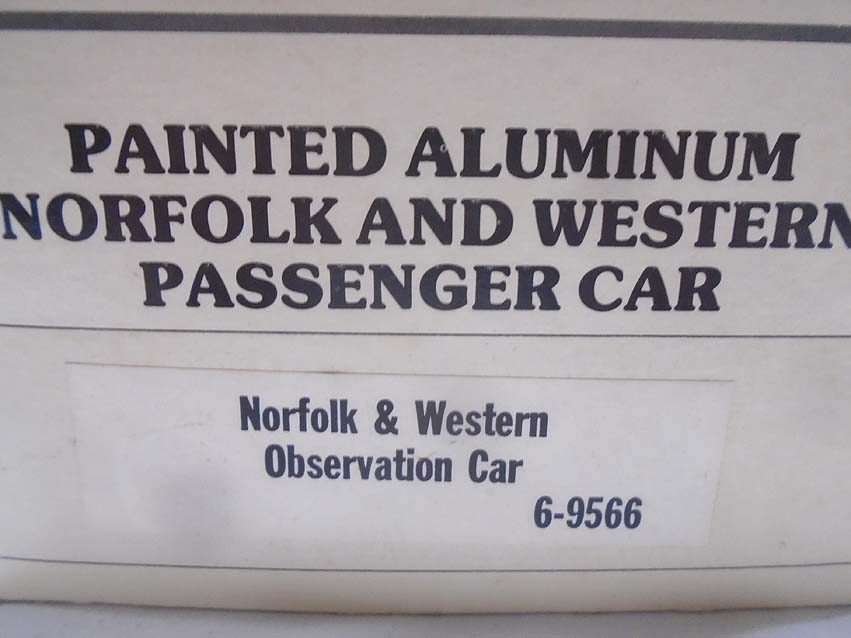 PAINTED ALUMINUM
NORFOLK AND WESTERN
PASSENGER CAR
Norfolk & Western
Observation Car
6-9566